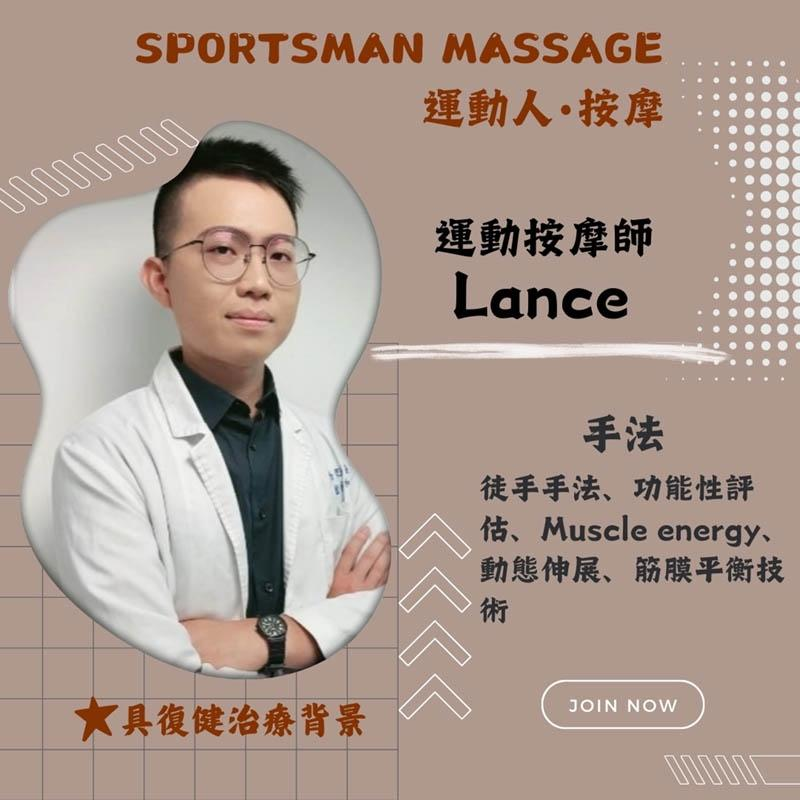 SPORTSMAN MASSAGE
運動人·按摩
運動按摩師
Lance
手法
徒手手法、功能性評
估、Muscle energy、
動態伸展、筋膜平衡技
術
★具復健治療背景
JOIN NOW